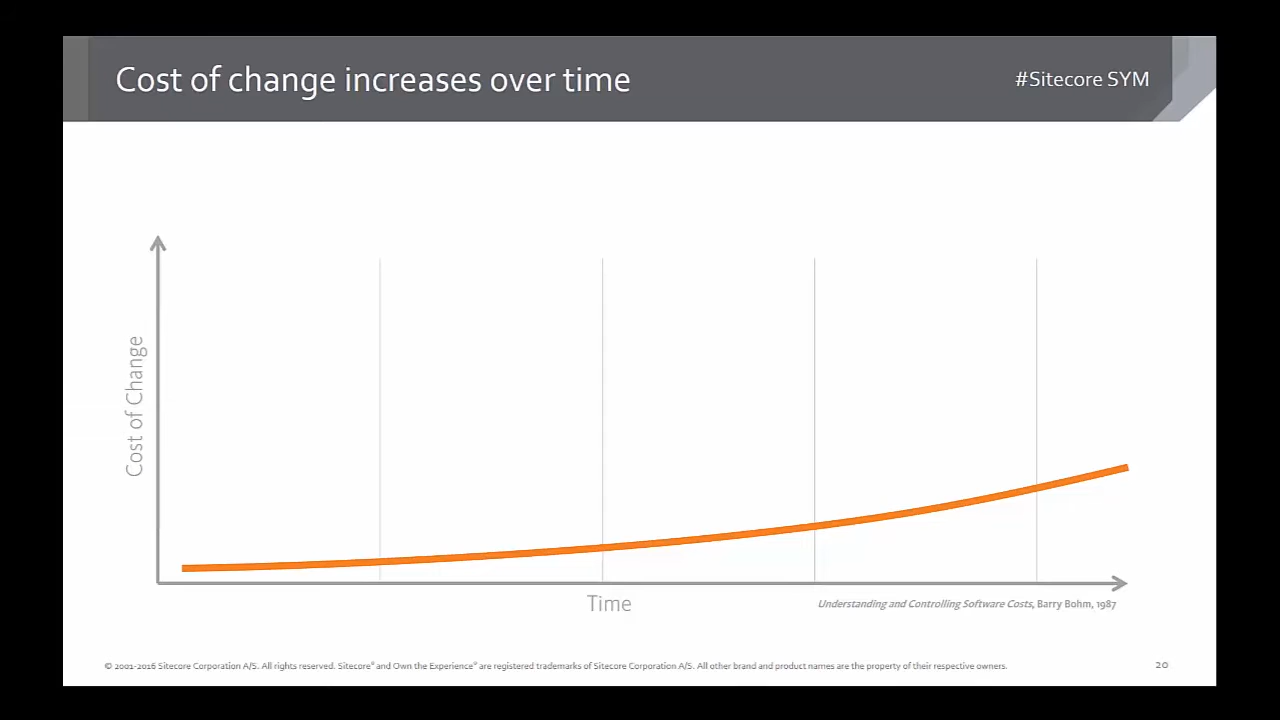 Cost of change increases over time
#Sitecore SYM
Cost of Change
Time
Understanding and Controlling Software Costs, Barry Bohm, 1987
© 2001-2016 Sitecore Corporation A/S. All rights reserved. Sitecore® and Own the Experience® are registered trademarks of Sitecore Corporation A/S. All other brand and product names are the property of their respective owners.
20